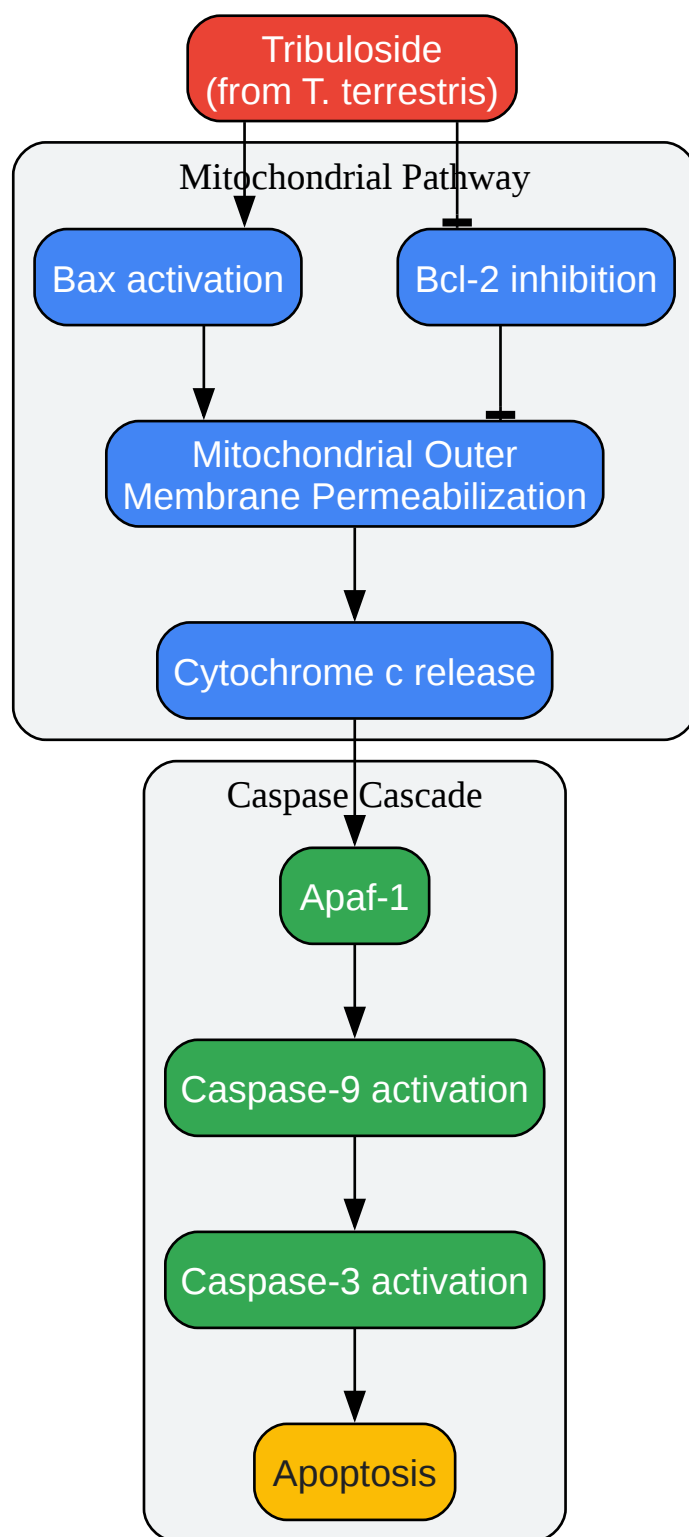 Tribuloside
(from T. terrestris)
Mitochondrial Pathway
Bax activation
Bcl-2 inhibition
Mitochondrial Outer
Membrane Permeabilization
Cytochrome c release
Caspase Cascade
Apaf-1
Caspase-9 activation
Caspase-3 activation
Apoptosis